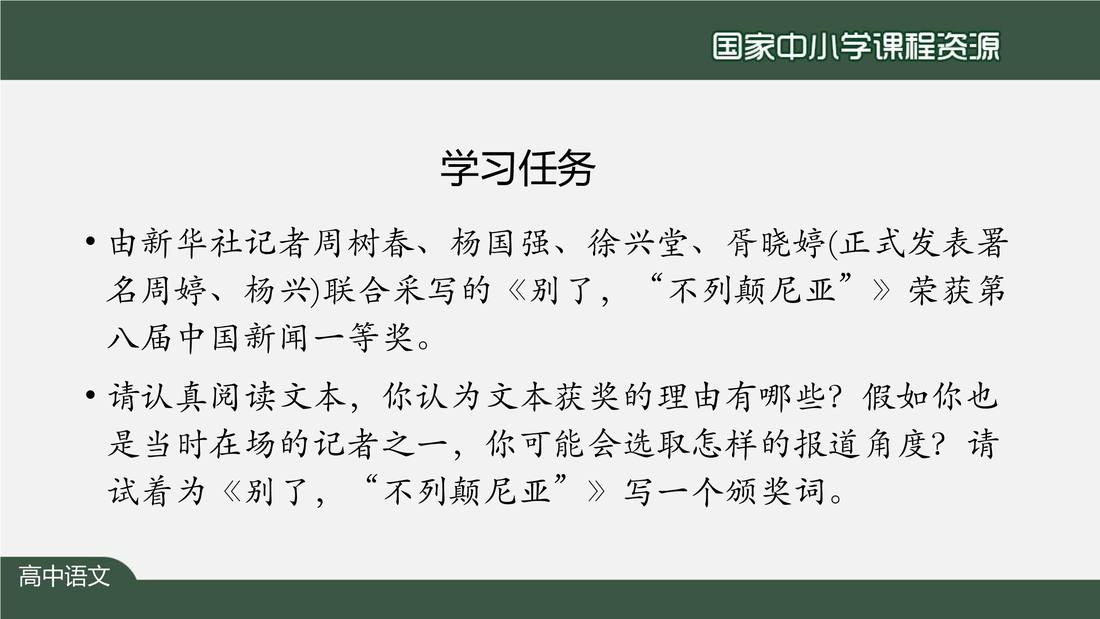 国家中小学课程资源
学习任务
• 由新华社记者周树春、杨国强、徐兴堂、胥晓婷(正式发表署
名周婷、杨兴)联合采写的《别了，“不列颠尼亚”》荣获第
八届中国新闻一等奖。
• 请认真阅读文本，你认为文本获奖的理由有哪些？假如你也
是当时在场的记者之一，你可能会选取怎样的报道角度？请
试着为《别了，“不列颠尼亚”》写一个颁奖词。
高中语文